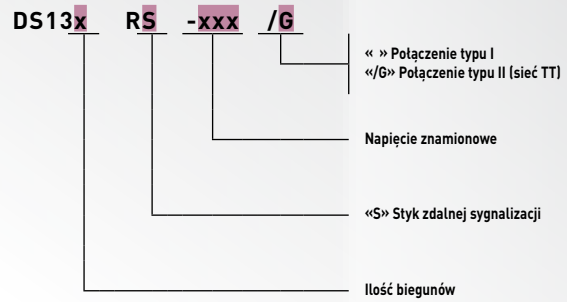 DS13x RS -xxx /G
« » Połączenie typu I
«/G» Połączenie typu II (sieć TT)
Napięcie znamionowe
«S» Styk zdalnej sygnalizacji
Ilość biegunów